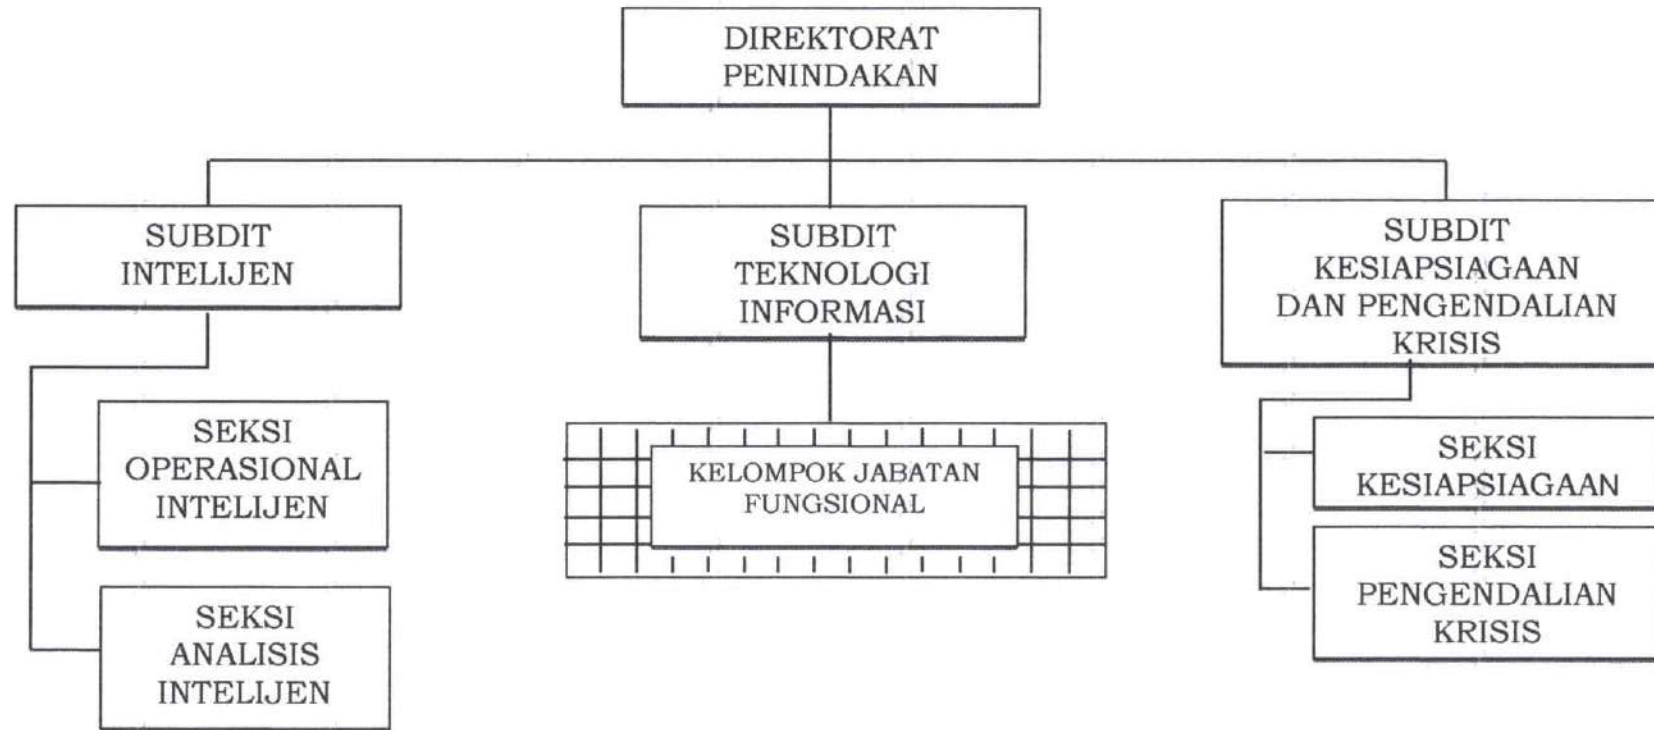 DIREKTORAT
PENINDAKAN
SUBDIT
INTELIJEN
SUBDIT
TEKNOLOGI
INFORMASI
SUBDIT
KESIAPSIAGAAN
DAN PENGENDALIAN
KRISIS
SEKSI
OPERASIONAL
INTELIJEN
SEKSI
ANALISIS
INTELIJEN
KELOMPOK JABATAN
FUNGSIONAL
SEKSI
KESIAPSIAGAAN
SEKSI
PENGENDALIAN
KRISIS